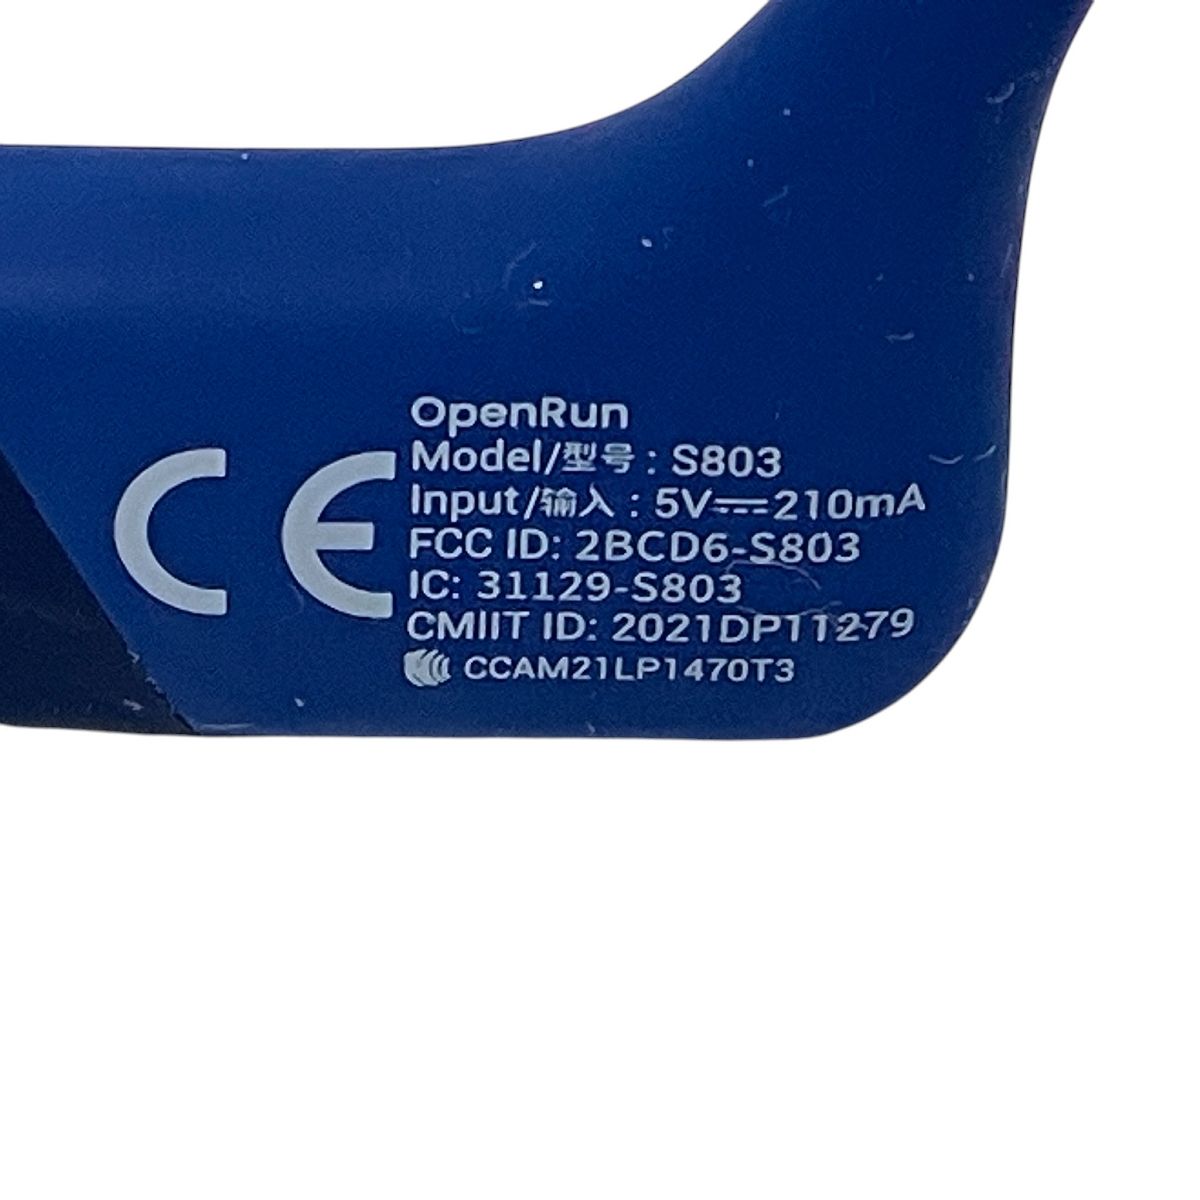 OpenRun
Model/型号 : S803
Input/输入 : 5V⎓210mA
FCC ID: 2BCD6-S803
IC: 31129-S803
CMIIT ID: 2021DP11279
CCAM21LP1470T3
CE